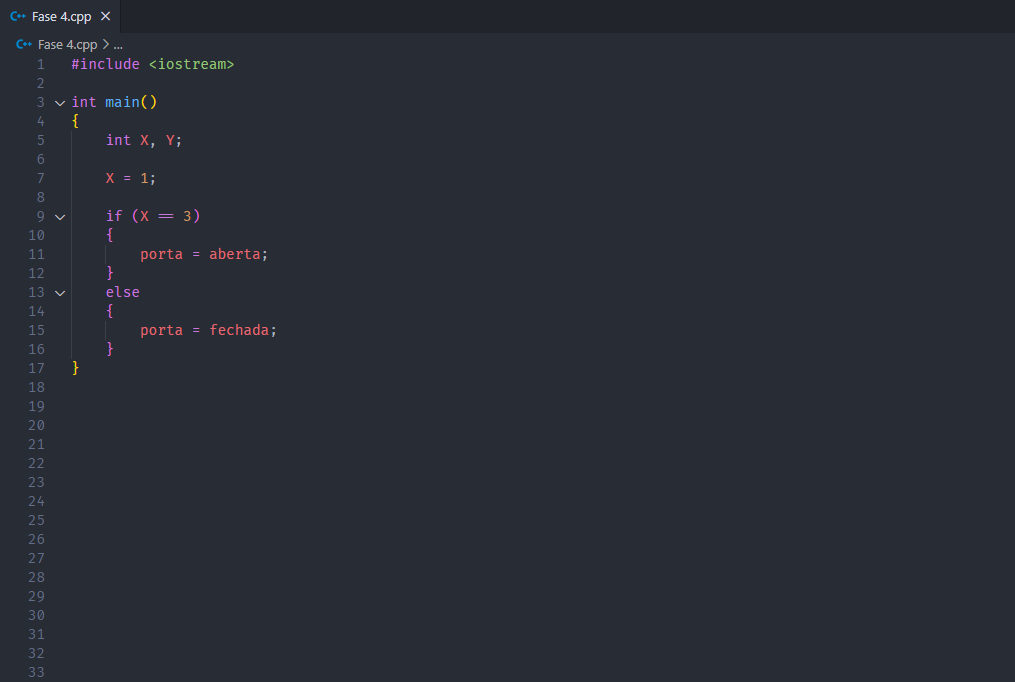 C++ Fase 4.cpp ×
C++ Fase 4.cpp > ...
1 #include <iostream>
2
3 int main()
4 {
5 int X, Y;
6
7 X = 1;
8
9 if (X == 3)
10 {
11 porta = aberta;
12 }
13 else
14 {
15 porta = fechada;
16 }
17 }
18
19
20
21
22
23
24
25
26
27
28
29
30
31
32
33